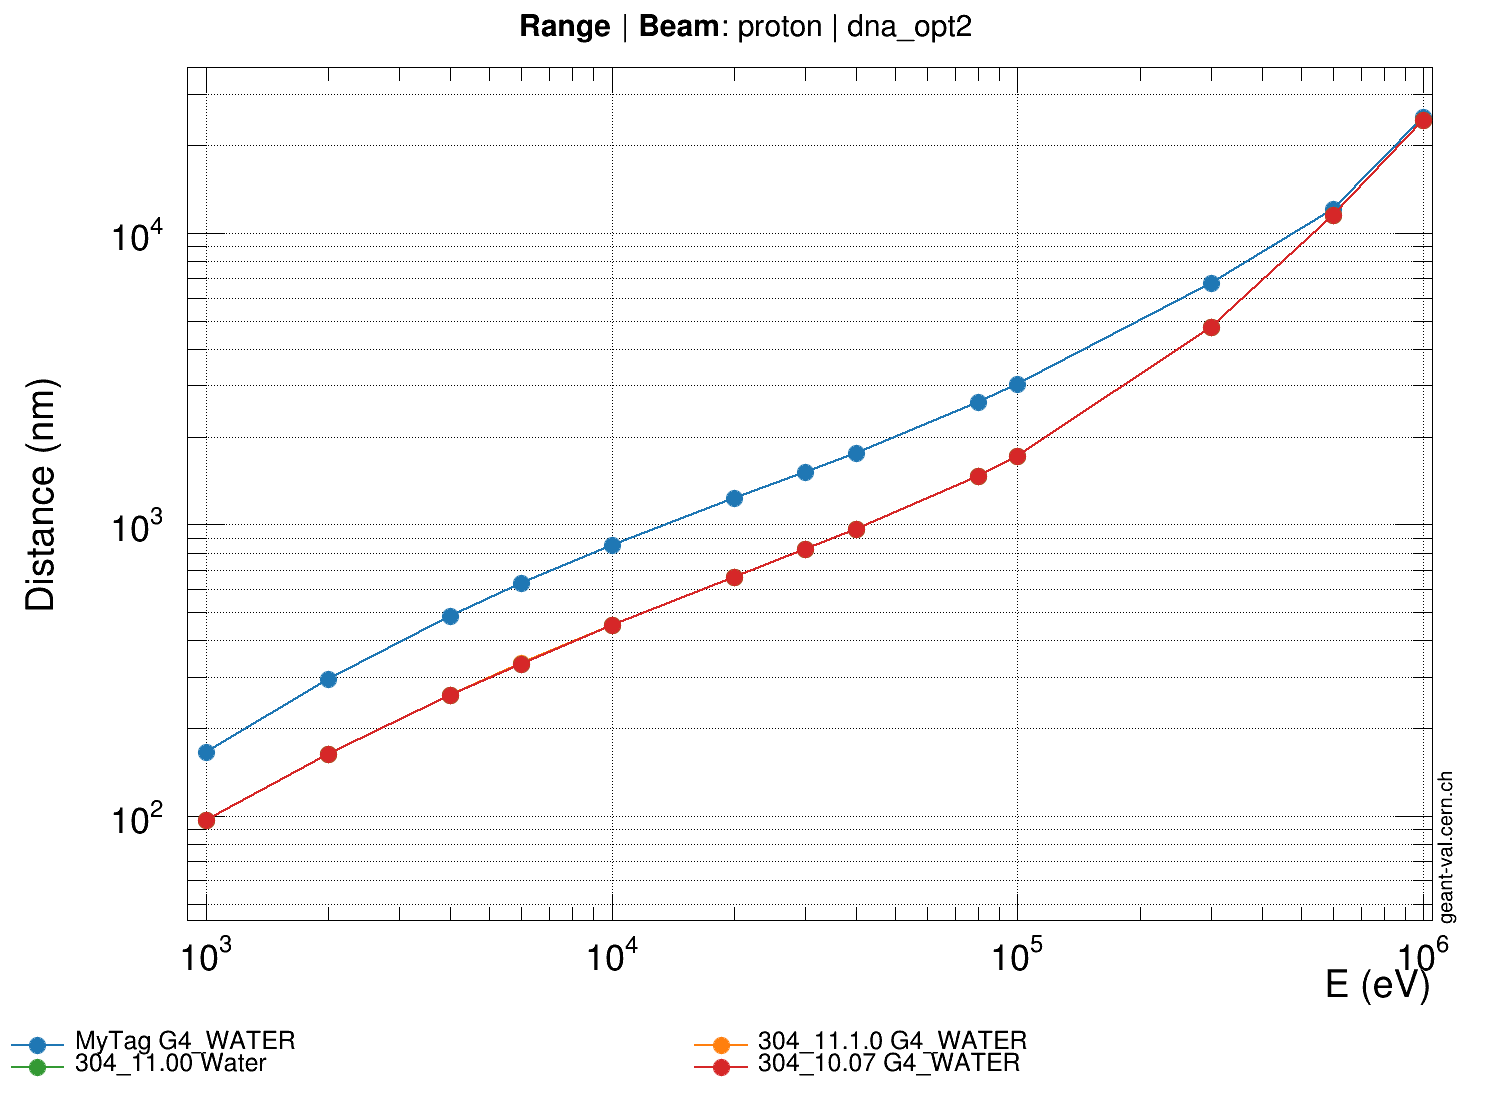 Range | Beam: proton | dna_opt2
Distance (nm)
10^4
10^3
10^2
10^3 10^4 10^5 10^6
E (eV)
geant-val.cern.ch
MyTag G4_WATER
304_11.1.0 G4_WATER
304_11.00 Water
304_10.07 G4_WATER